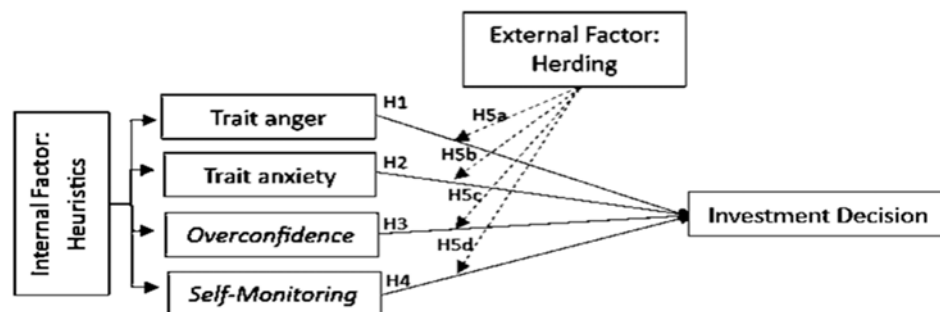 External Factor:
Herding
Internal Factor:
Heuristics
Trait anger
H1
H5a
Trait anxiety
H2
H5b
Overconfidence
H3
H5c
Self-Monitoring
H4
H5d
Investment Decision